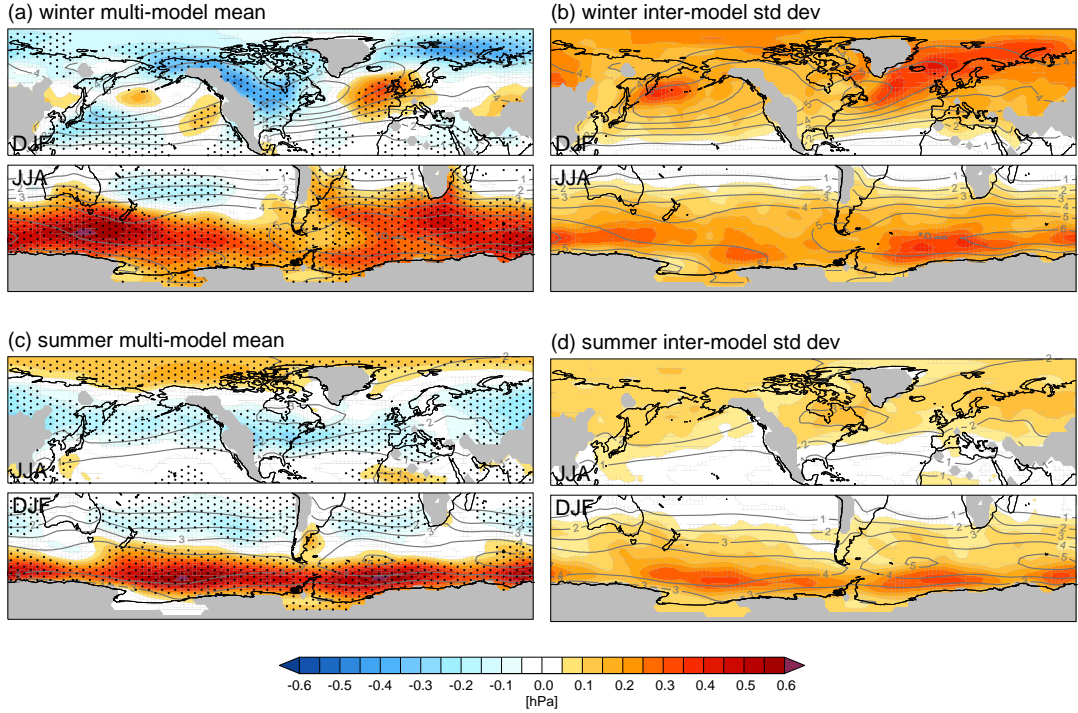 (a) winter multi-model mean
(b) winter inter-model std dev
DJF
DJF
JJA
JJA
(c) summer multi-model mean
(d) summer inter-model std dev
JJA
JJA
DJF
DJF
-0.6 -0.5 -0.4 -0.3 -0.2 -0.1 0.0 0.1 0.2 0.3 0.4 0.5 0.6
[hPa]